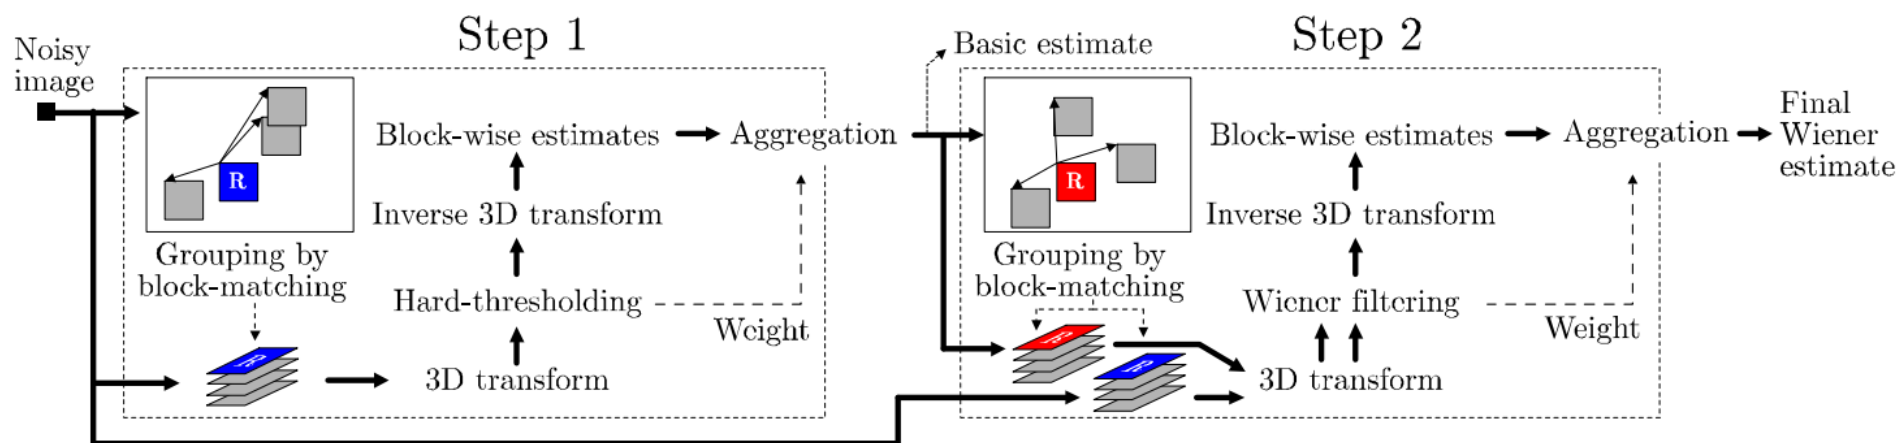 Step 1
Step 2
Noisy
image
Basic estimate
R
Block-wise estimates
Aggregation
Inverse 3D transform
Grouping by
block-matching
Hard-thresholding
Weight
R
3D transform
R
Block-wise estimates
Aggregation
Final
Wiener
estimate
Inverse 3D transform
Grouping by
block-matching
Wiener filtering
Weight
R
R
3D transform